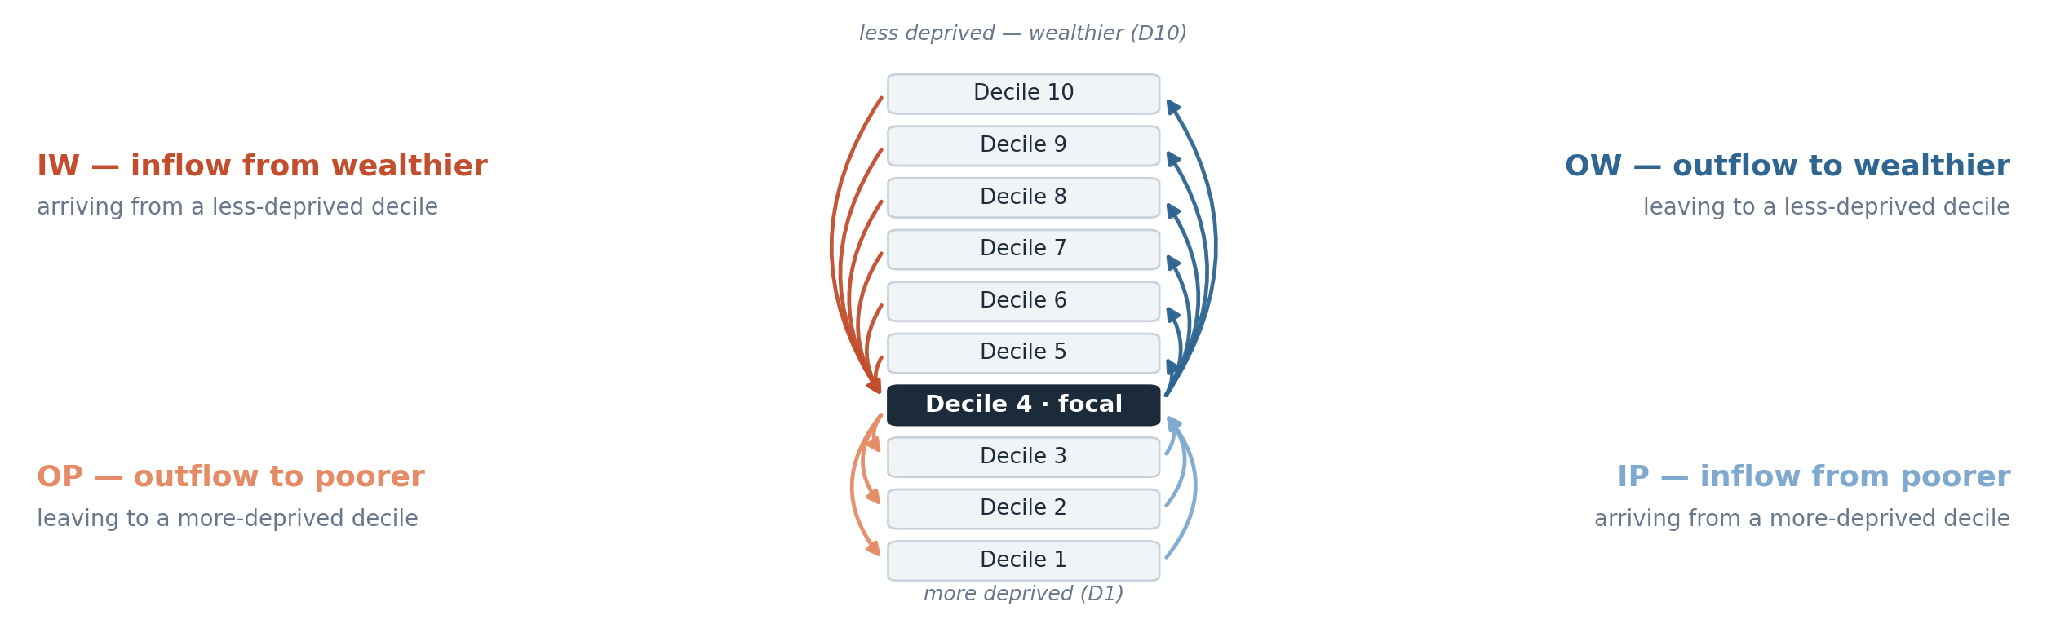 less deprived — wealthier (D10)
Decile 10
Decile 9
IW — inflow from wealthier
arriving from a less-deprived decile
OW — outflow to wealthier
leaving to a less-deprived decile
Decile 8
Decile 7
Decile 6
Decile 5
Decile 4 · focal
Decile 3
OP — outflow to poorer
leaving to a more-deprived decile
IP — inflow from poorer
arriving from a more-deprived decile
Decile 2
Decile 1
more deprived (D1)